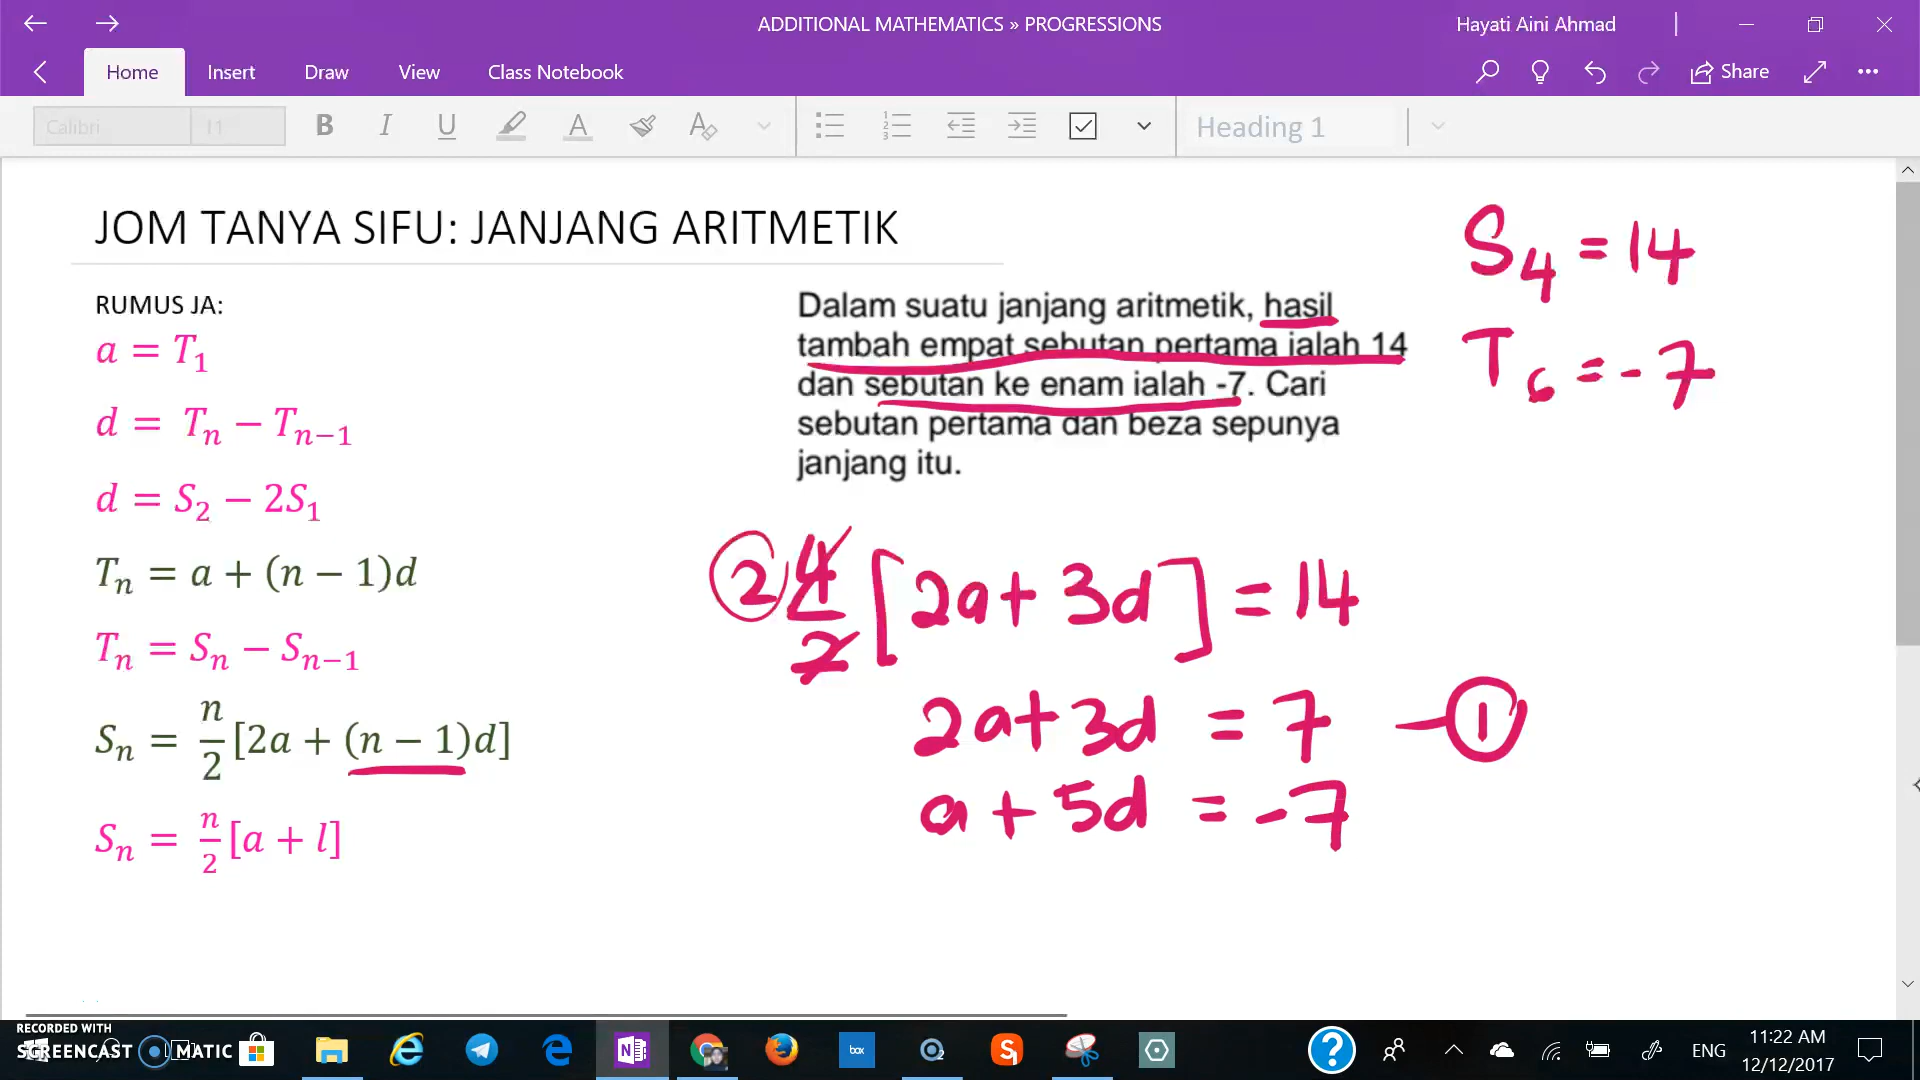 ADDITIONAL MATHEMATICS » PROGRESSIONS
Hayati Aini Ahmad
Home Insert Draw View Class Notebook
Share
Calibri 11 B I U A A Heading 1
JOM TANYA SIFU: JANJANG ARITMETIK
RUMUS JA:
a = T₁
d = Tₙ − Tₙ₋₁
d = S₂ − 2S₁
Tₙ = a + (n − 1)d
Tₙ = Sₙ − Sₙ₋₁
Sₙ = n/2 [2a + (n − 1)d]
Sₙ = n/2 [a + l]
Dalam suatu janjang aritmetik, hasil
tambah empat sebutan pertama ialah 14
dan sebutan ke enam ialah -7. Cari
sebutan pertama dan beza sepunya
janjang itu.
S₄ = 14
T₆ = -7
2 4/2 [2a + 3d] = 14
2a + 3d = 7 — 1
a + 5d = -7
RECORDED WITH
SCREENCAST MATIC
box
ENG
11:22 AM
12/12/2017